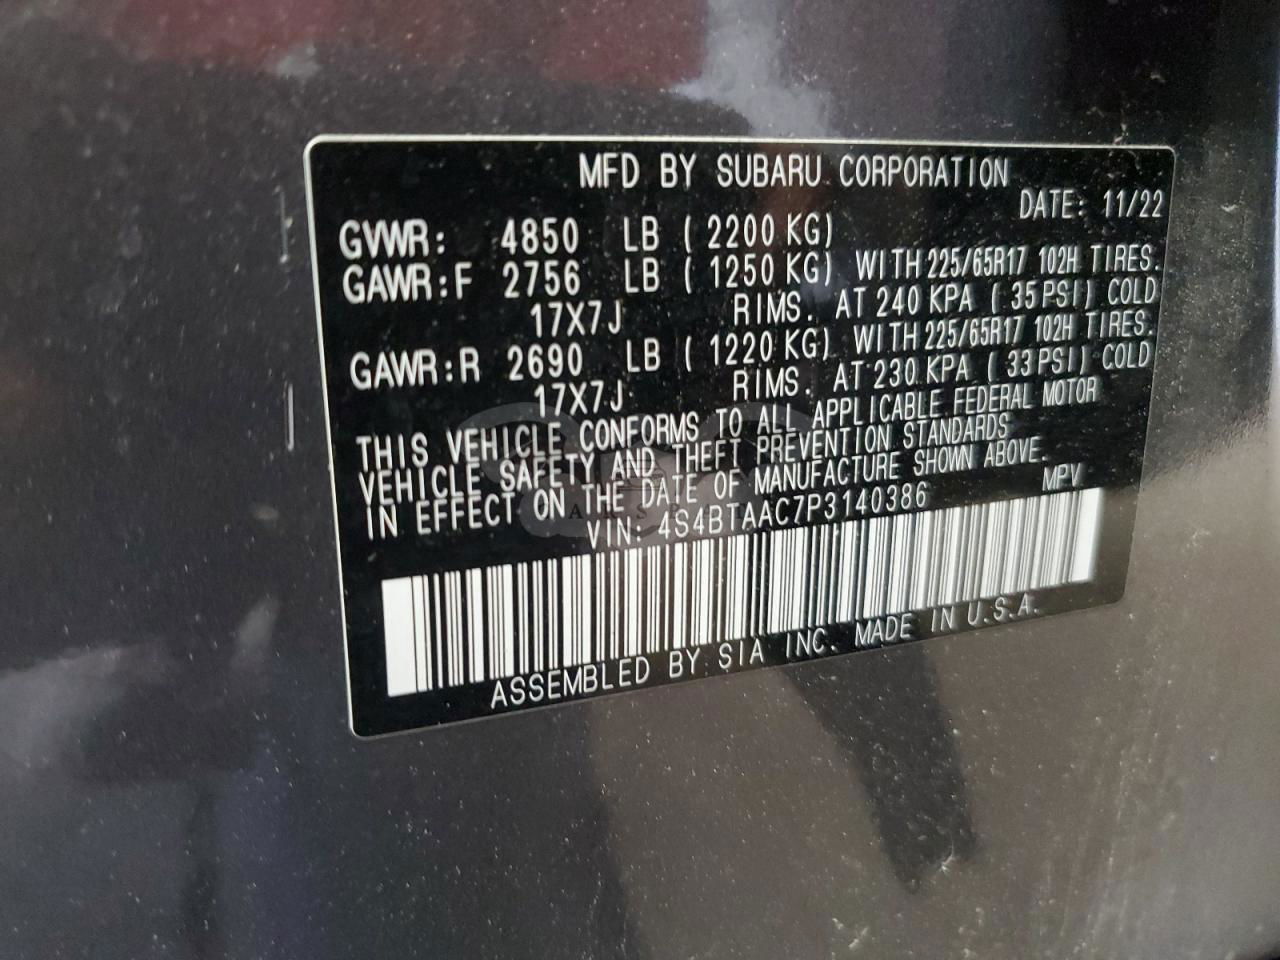 MFD BY SUBARU CORPORATION
DATE: 11/22
GVWR: 4850 LB ( 2200 KG)
GAWR:F 2756 LB ( 1250 KG) WITH 225/65R17 102H TIRES.
17X7J RIMS. AT 240 KPA ( 35 PSI) COLD
GAWR:R 2690 LB ( 1220 KG) WITH 225/65R17 102H TIRES.
17X7J RIMS. AT 230 KPA ( 33 PSI) COLD
THIS VEHICLE CONFORMS TO ALL APPLICABLE FEDERAL MOTOR
VEHICLE SAFETY AND THEFT PREVENTION STANDARDS
IN EFFECT ON THE DATE OF MANUFACTURE SHOWN ABOVE.
VIN: 4S4BTAAC7P3140386 MPV
ASSEMBLED BY SIA INC. MADE IN U.S.A.